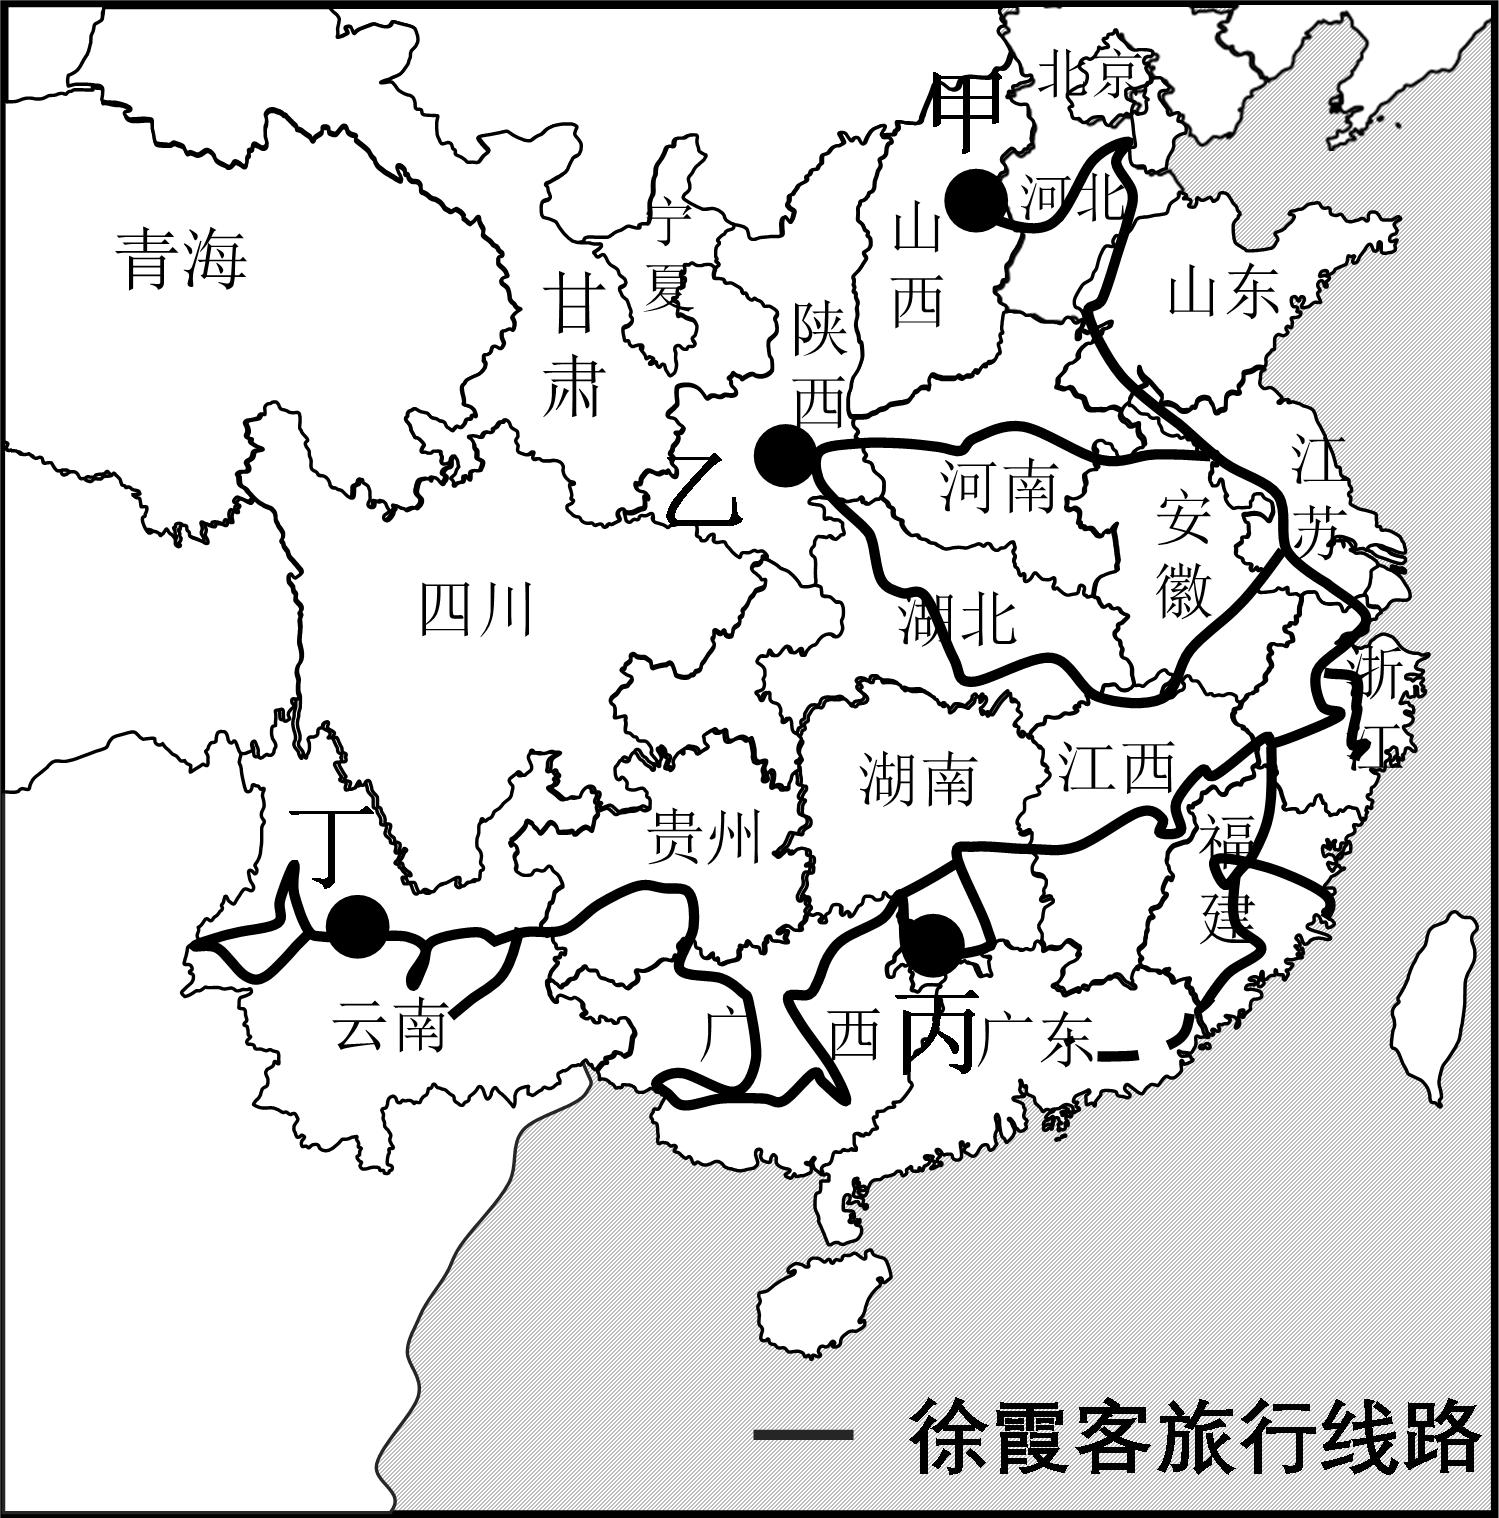 北京
甲
河北
山西
宁夏
青海
甘肃
陕西
山东
江苏
乙
河南
安徽
四川
湖北
浙江
湖南
江西
丁
贵州
福建
云南
广西
丙
广东
徐霞客旅行线路